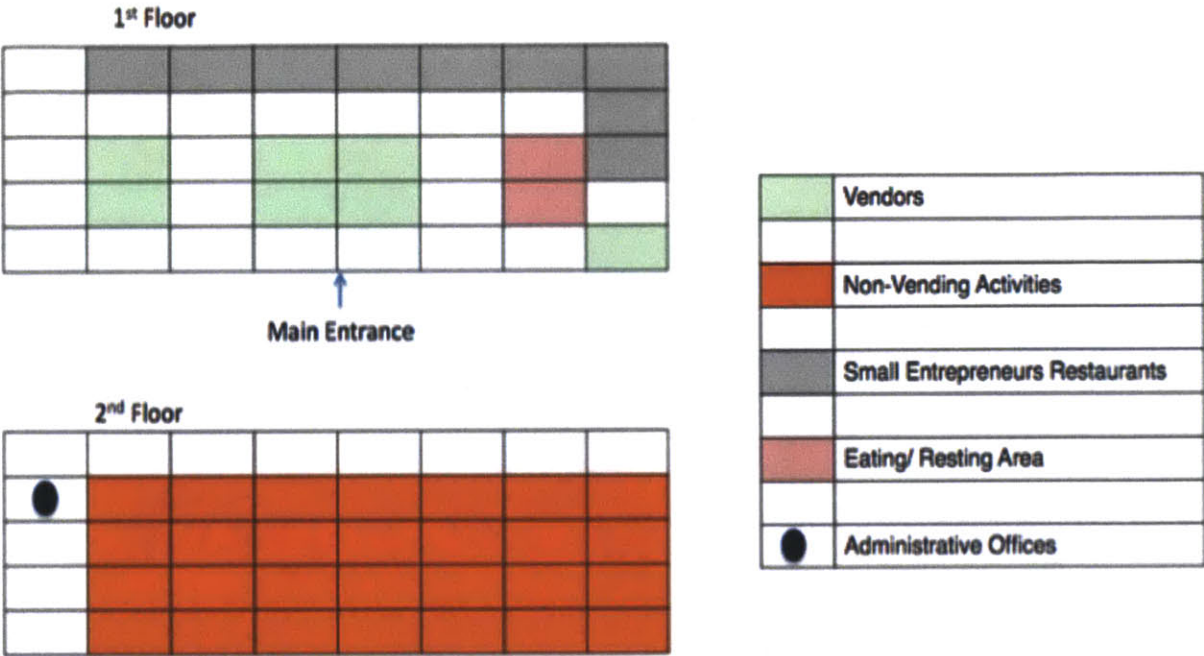 1st Floor
Main Entrance
2nd Floor
Vendors
Non-Vending Activities
Small Entrepreneurs Restaurants
Eating/ Resting Area
Administrative Offices